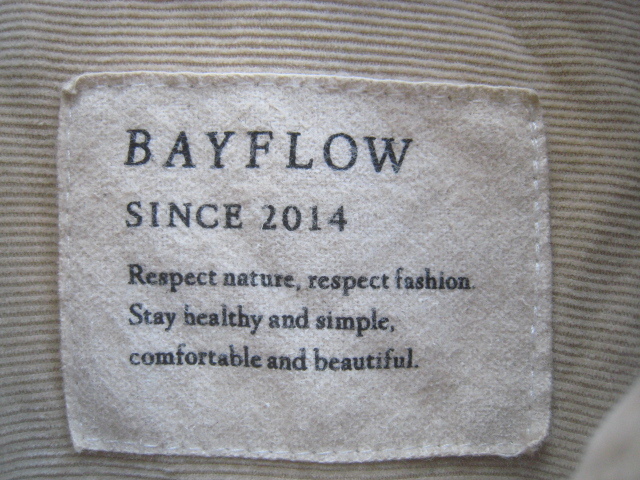 BAYFLOW
SINCE 2014
Respect nature, respect fashion.
Stay healthy and simple,
comfortable and beautiful.